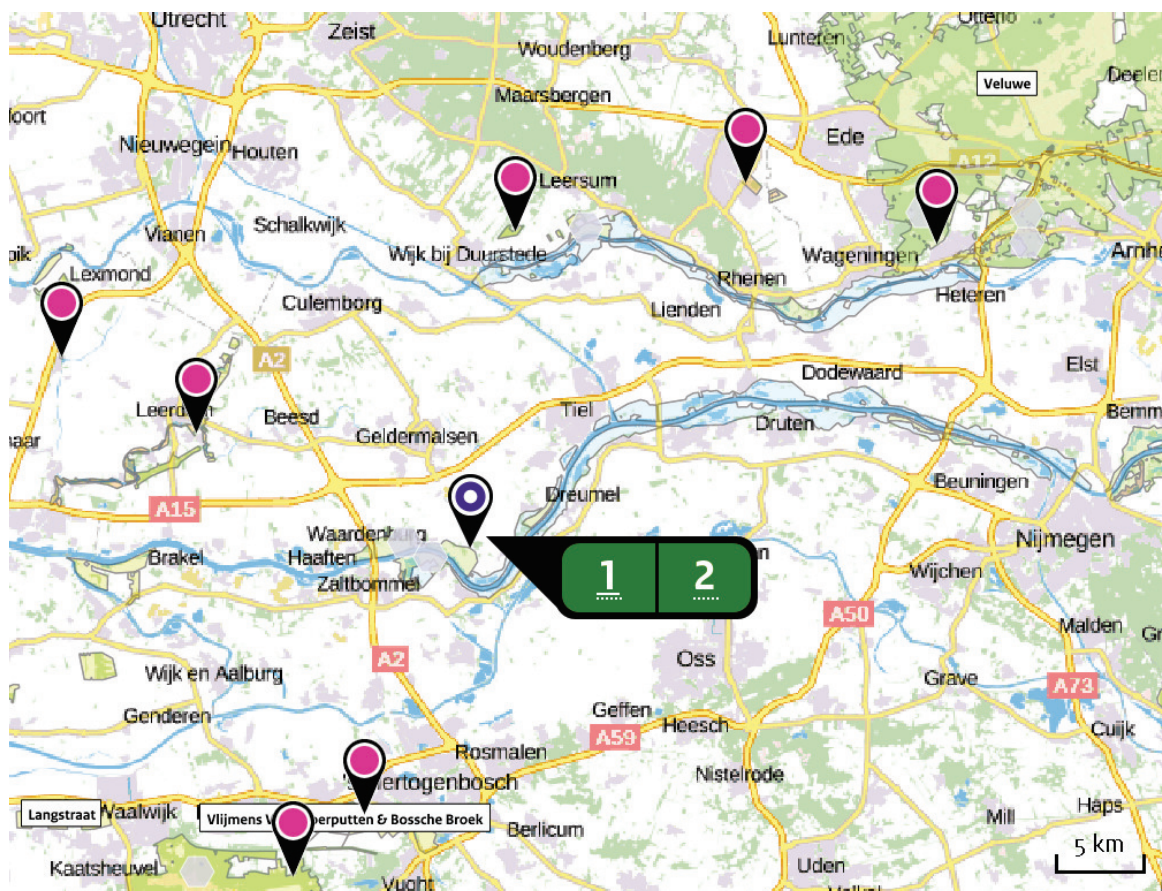 Utrecht
Zeist
Woudenberg
Lunteren
Otterlo
Veluwe
Maarsbergen
Nieuwegein
Houten
Ede
A12
Leersum
Schalkwijk
Vianen
Wijk bij Duurstede
Wageningen
Lexmond
Rhenen
Culemborg
Lienden
Heteren
A2
Elst
Dodewaard
Tiel
Beesd
Druten
Geldermalsen
Beuningen
Dreumel
A15
Waardenburg
Nijmegen
Brakel
Haaften
Zaltbommel
1 2
Wijchen
A50
Malden
A2
Oss
Wijk en Aalburg
Grave
A73
Genderen
Geffen
Heesch
A59
Cuijk
Rosmalen
Nistelrode
Haps
Langstraat
Waalwijk
Mill
Berlicum
5 km
Kaatsheuvel
Vught
Uden